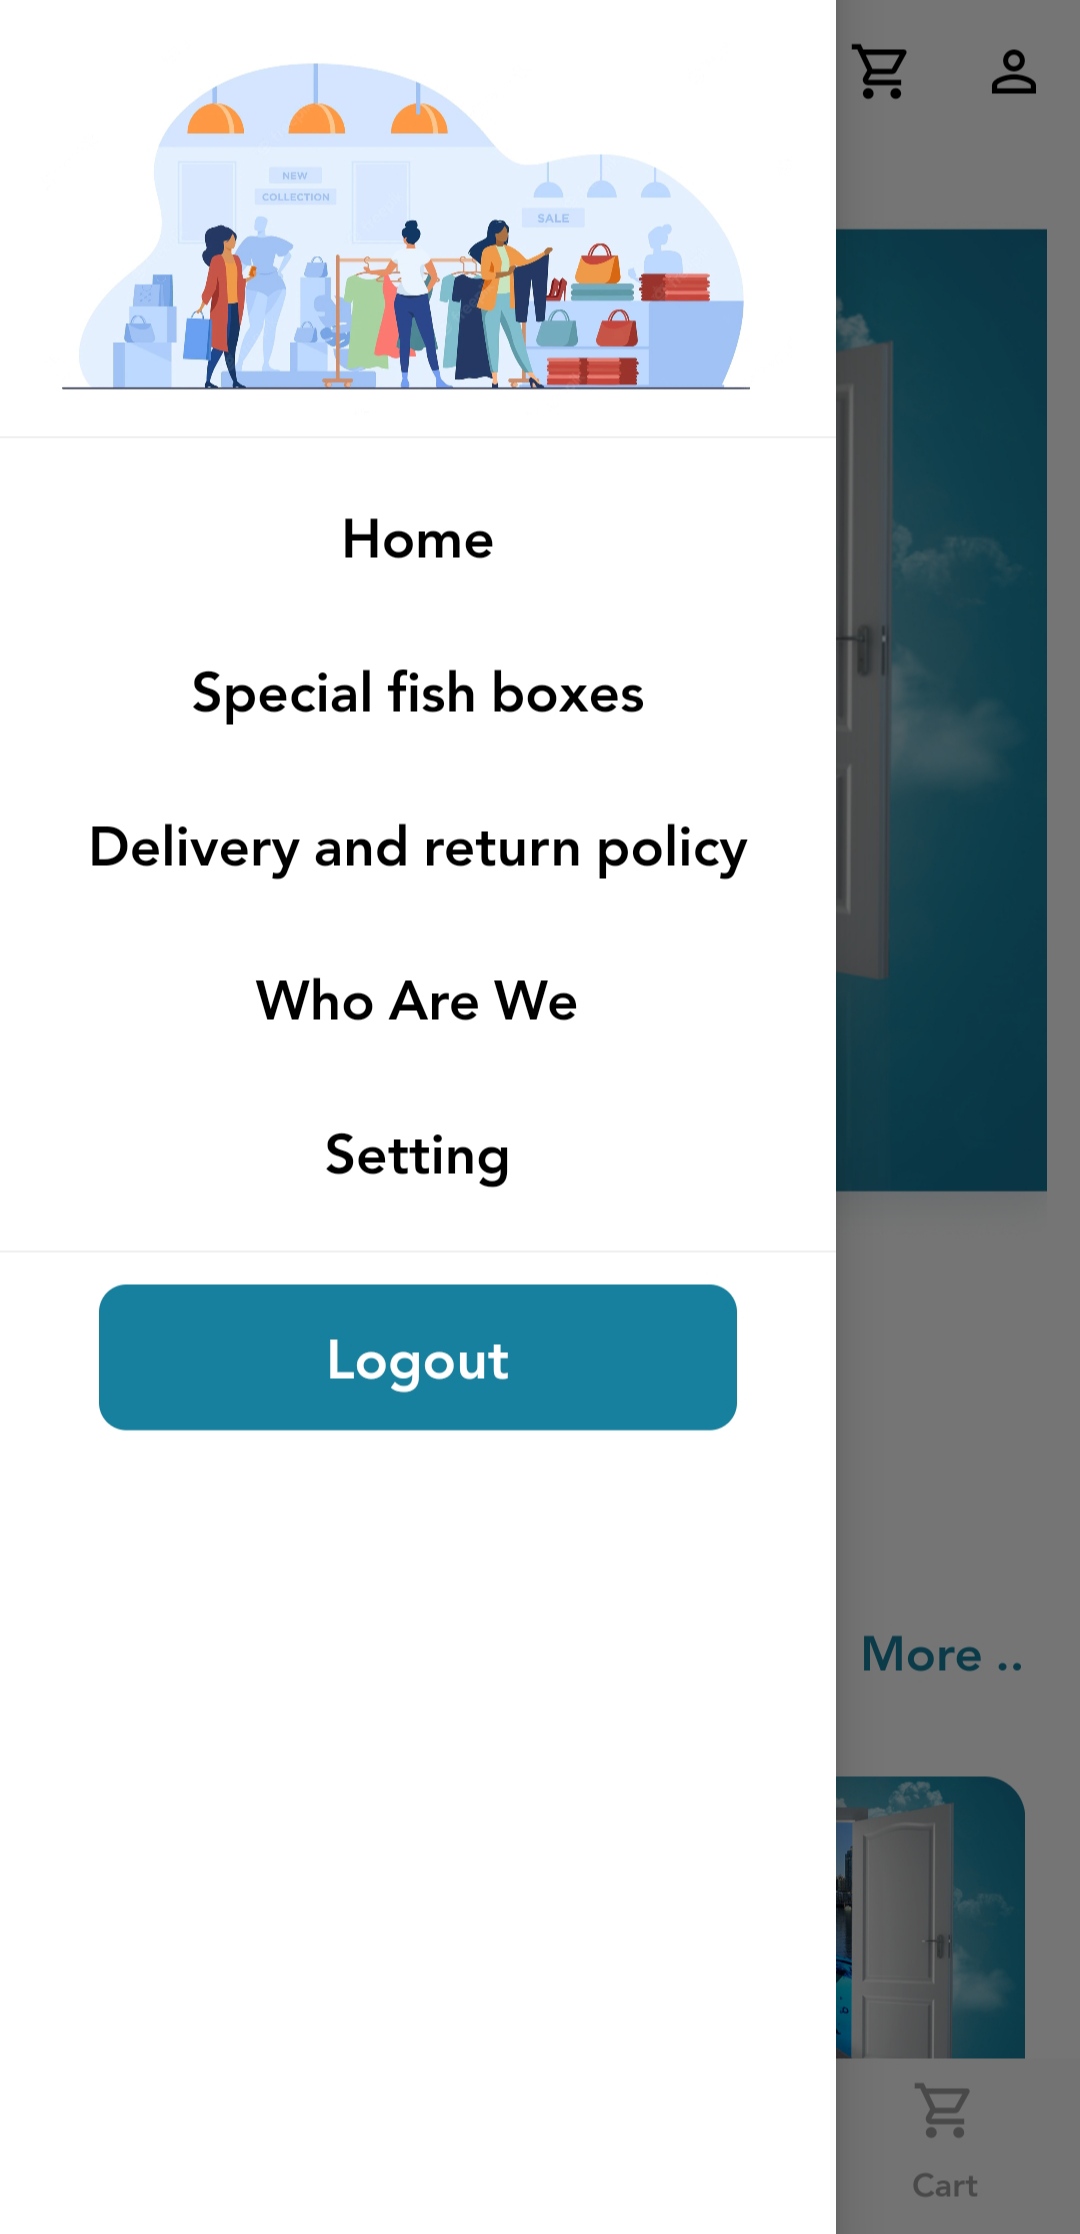 NEW
COLLECTION
SALE
Home
Special fish boxes
Delivery and return policy
Who Are We
Setting
Logout
More ..
Cart